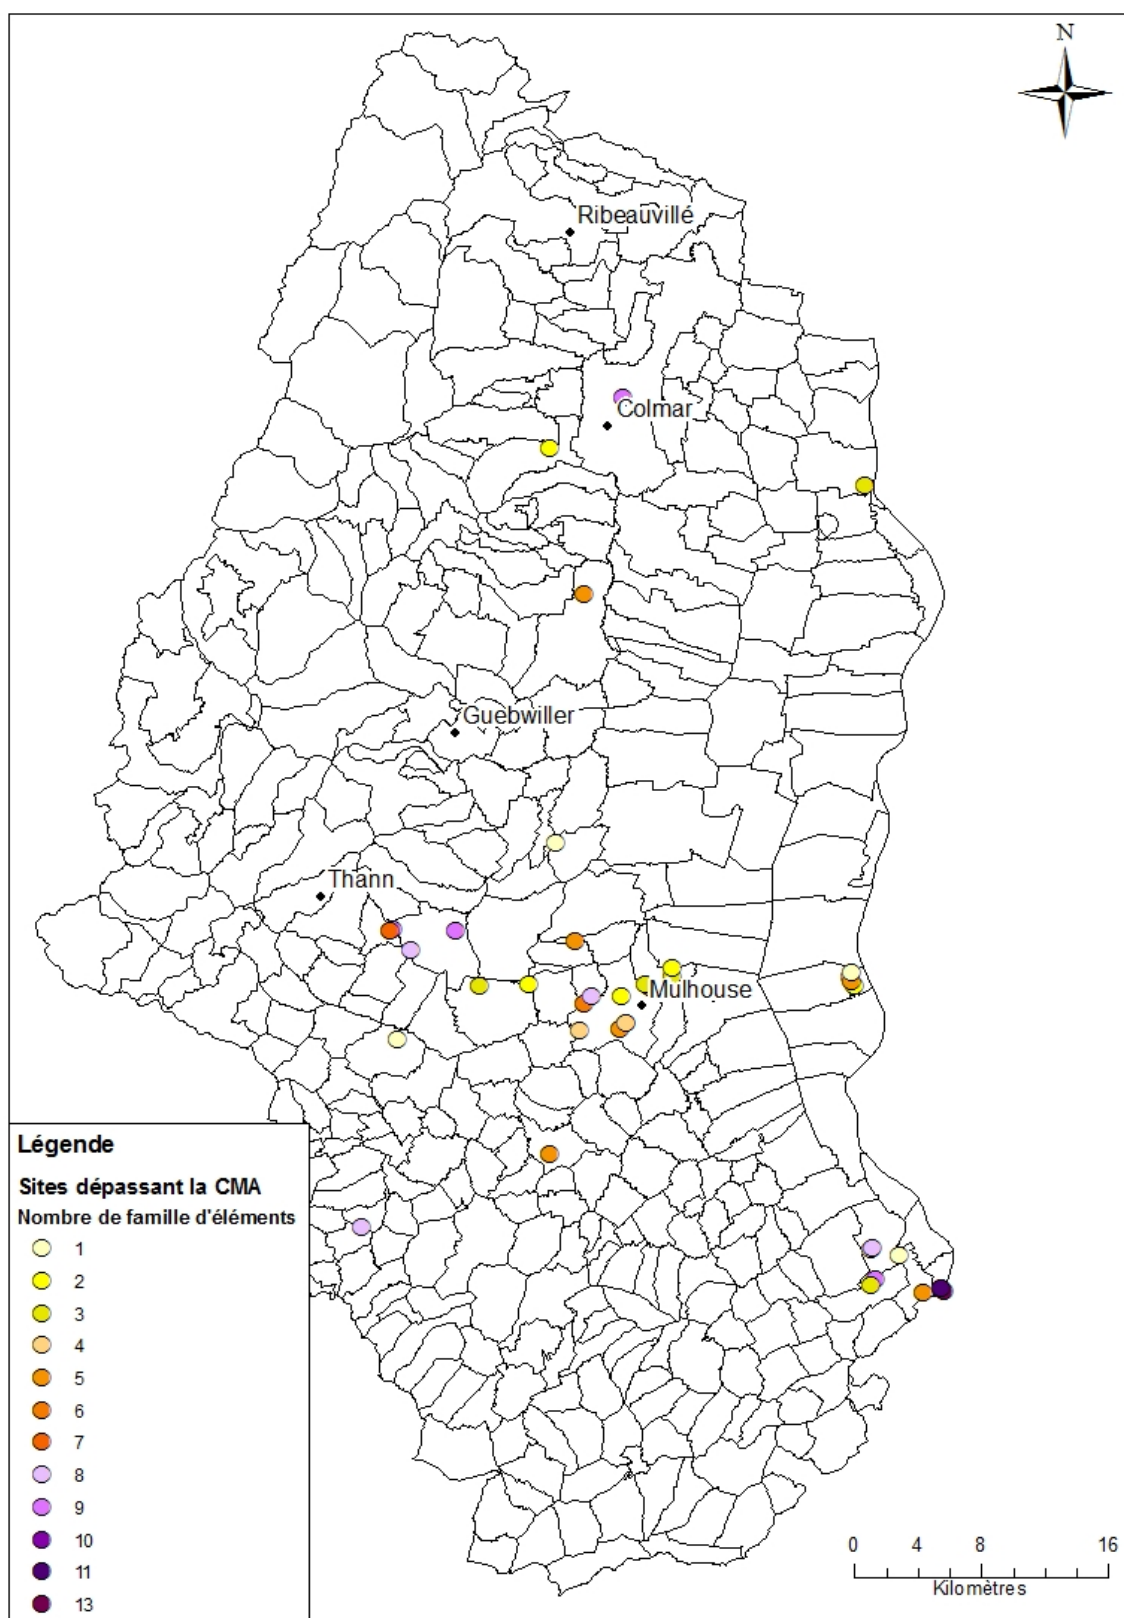 N
Ribeauvillé
Colmar
Guebwiller
Thann
Mulhouse
Légende
Sites dépassant la CMA
Nombre de famille d'éléments
1
2
3
4
5
6
7
8
9
10
11
13
0 4 8 16
Kilomètres